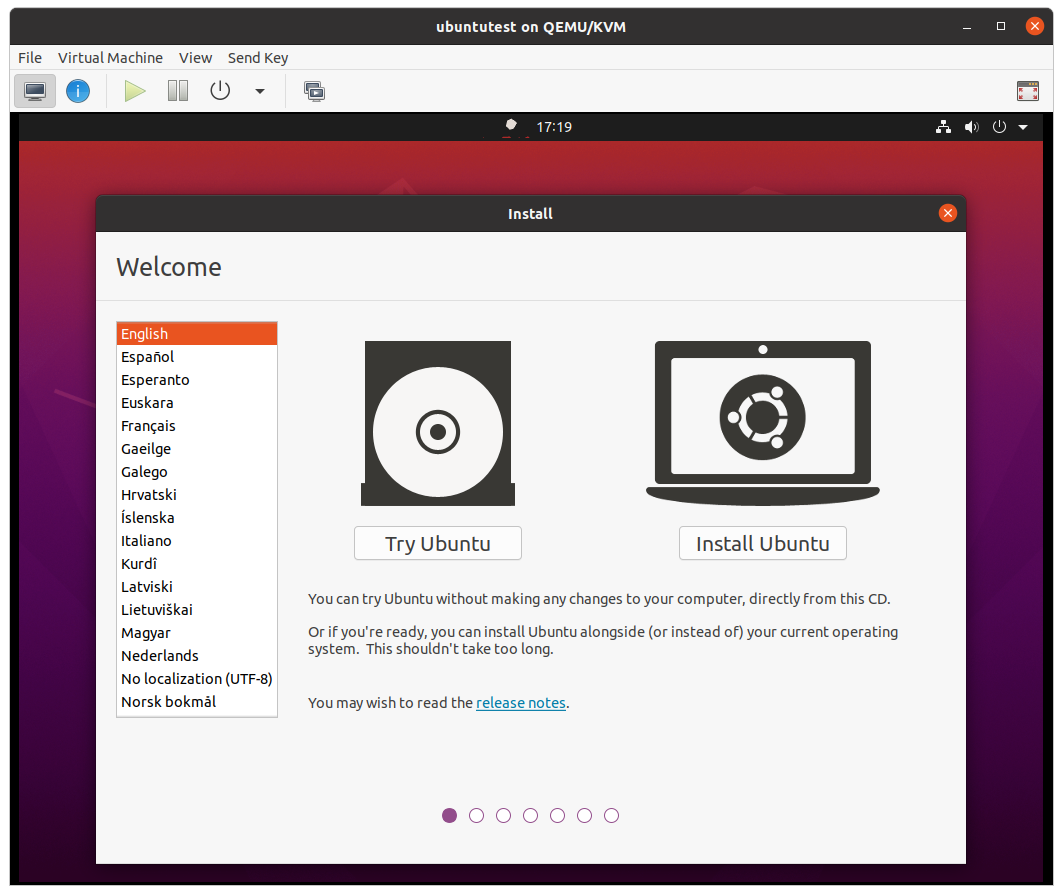 ubuntutest on QEMU/KVM
File Virtual Machine View Send Key
17:19
Install
Welcome
English
Español
Esperanto
Euskara
Français
Gaeilge
Galego
Hrvatski
Íslenska
Italiano
Kurdî
Latviski
Lietuviškai
Magyar
Nederlands
No localization (UTF-8)
Norsk bokmål
Try Ubuntu
Install Ubuntu
You can try Ubuntu without making any changes to your computer, directly from this CD.
Or if you're ready, you can install Ubuntu alongside (or instead of) your current operating
system. This shouldn't take too long.
You may wish to read the release notes.